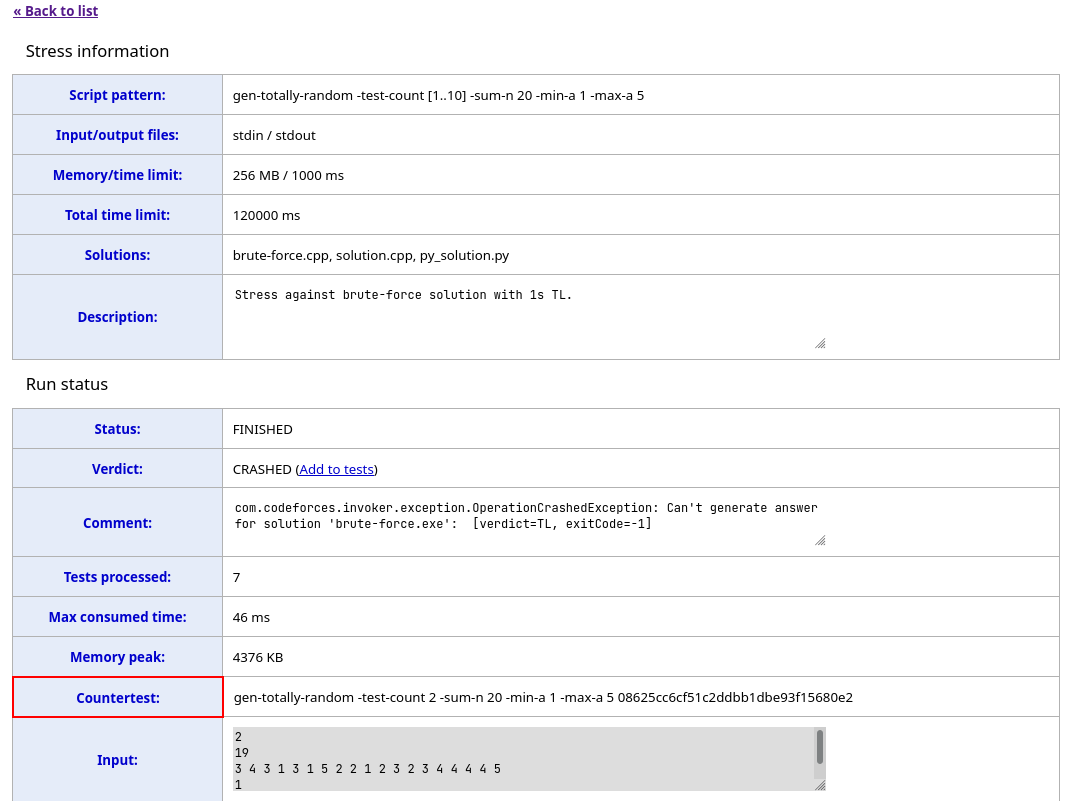 « Back to list
Stress information
Script pattern: gen-totally-random -test-count [1..10] -sum-n 20 -min-a 1 -max-a 5
Input/output files: stdin / stdout
Memory/time limit: 256 MB / 1000 ms
Total time limit: 120000 ms
Solutions: brute-force.cpp, solution.cpp, py_solution.py
Description: Stress against brute-force solution with 1s TL.
Run status
Status: FINISHED
Verdict: CRASHED (Add to tests)
Comment: com.codeforces.invoker.exception.OperationCrashedException: Can't generate answer
for solution 'brute-force.exe':  [verdict=TL, exitCode=-1]
Tests processed: 7
Max consumed time: 46 ms
Memory peak: 4376 KB
Countertest: gen-totally-random -test-count 2 -sum-n 20 -min-a 1 -max-a 5 08625cc6cf51c2ddbb1dbe93f15680e2
Input: 2
19
3 4 3 1 3 1 5 2 2 1 2 3 2 3 4 4 4 4 5
1